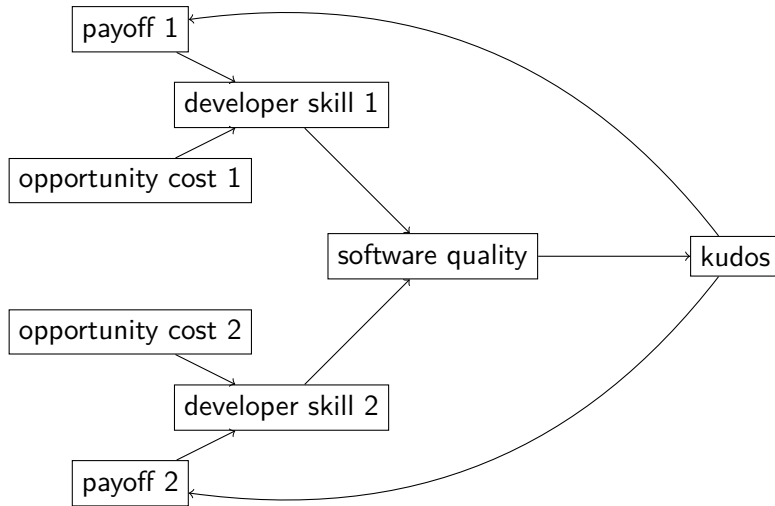 payoff 1
developer skill 1
opportunity cost 1
software quality
kudos
opportunity cost 2
developer skill 2
payoff 2